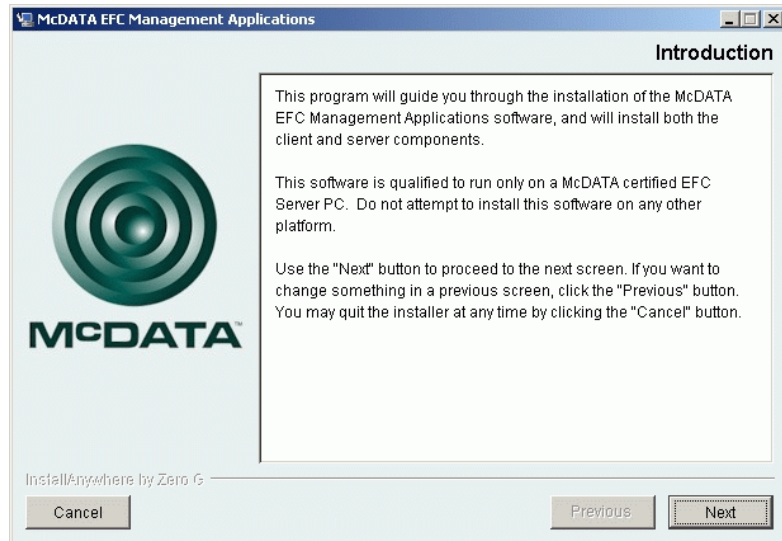 McDATA EFC Management Applications
Introduction
This program will guide you through the installation of the McDATA
EFC Management Applications software, and will install both the
client and server components.
This software is qualified to run only on a McDATA certified EFC
Server PC. Do not attempt to install this software on any other
platform.
Use the "Next" button to proceed to the next screen. If you want to
change something in a previous screen, click the "Previous" button.
You may quit the installer at any time by clicking the "Cancel" button.
McDATA™
InstallAnywhere by Zero G
Cancel
Previous
Next